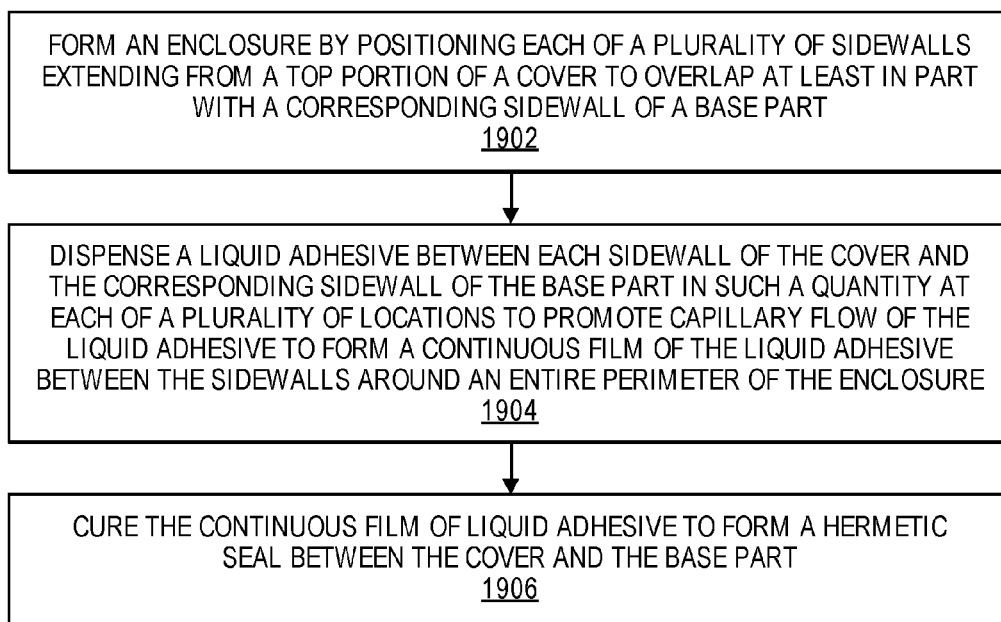 FORM AN ENCLOSURE BY POSITIONING EACH OF A PLURALITY OF SIDEWALLS
EXTENDING FROM A TOP PORTION OF A COVER TO OVERLAP AT LEAST IN PART
WITH A CORRESPONDING SIDEWALL OF A BASE PART
1902
DISPENSE A LIQUID ADHESIVE BETWEEN EACH SIDEWALL OF THE COVER AND
THE CORRESPONDING SIDEWALL OF THE BASE PART IN SUCH A QUANTITY AT
EACH OF A PLURALITY OF LOCATIONS TO PROMOTE CAPILLARY FLOW OF THE
LIQUID ADHESIVE TO FORM A CONTINUOUS FILM OF THE LIQUID ADHESIVE
BETWEEN THE SIDEWALLS AROUND AN ENTIRE PERIMETER OF THE ENCLOSURE
1904
CURE THE CONTINUOUS FILM OF LIQUID ADHESIVE TO FORM A HERMETIC
SEAL BETWEEN THE COVER AND THE BASE PART
1906